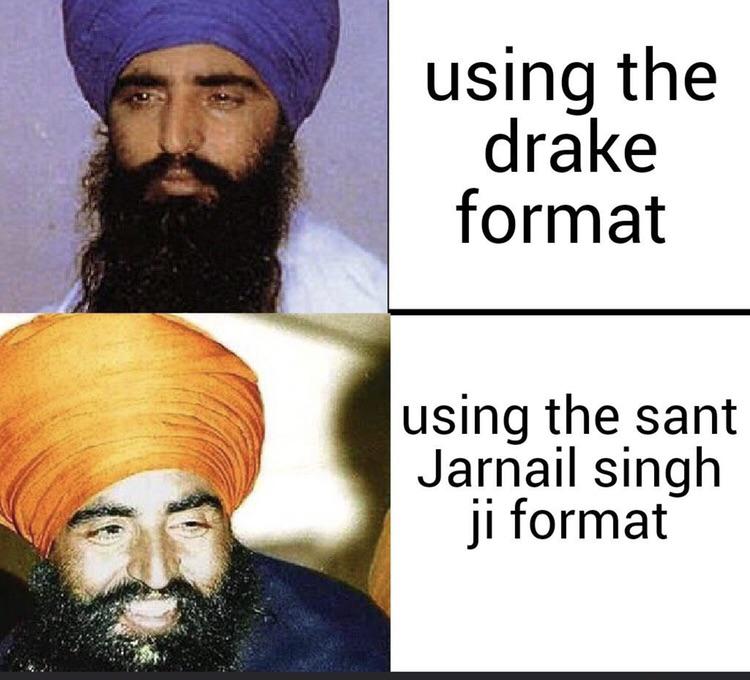 using the
drake
format
using the sant
Jarnail singh
ji format